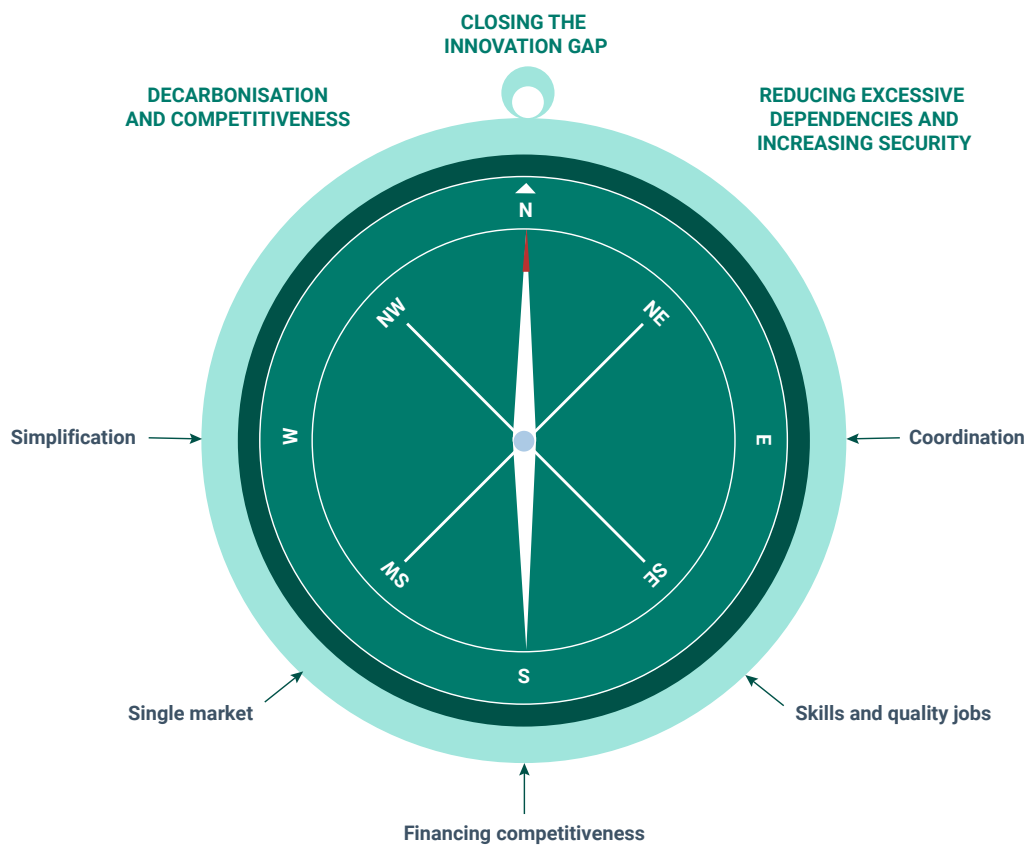 CLOSING THE
INNOVATION GAP
DECARBONISATION
AND COMPETITIVENESS
REDUCING EXCESSIVE
DEPENDENCIES AND
INCREASING SECURITY
N
NW
NE
W
E
SW
SE
S
Simplification
Coordination
Single market
Skills and quality jobs
Financing competitiveness